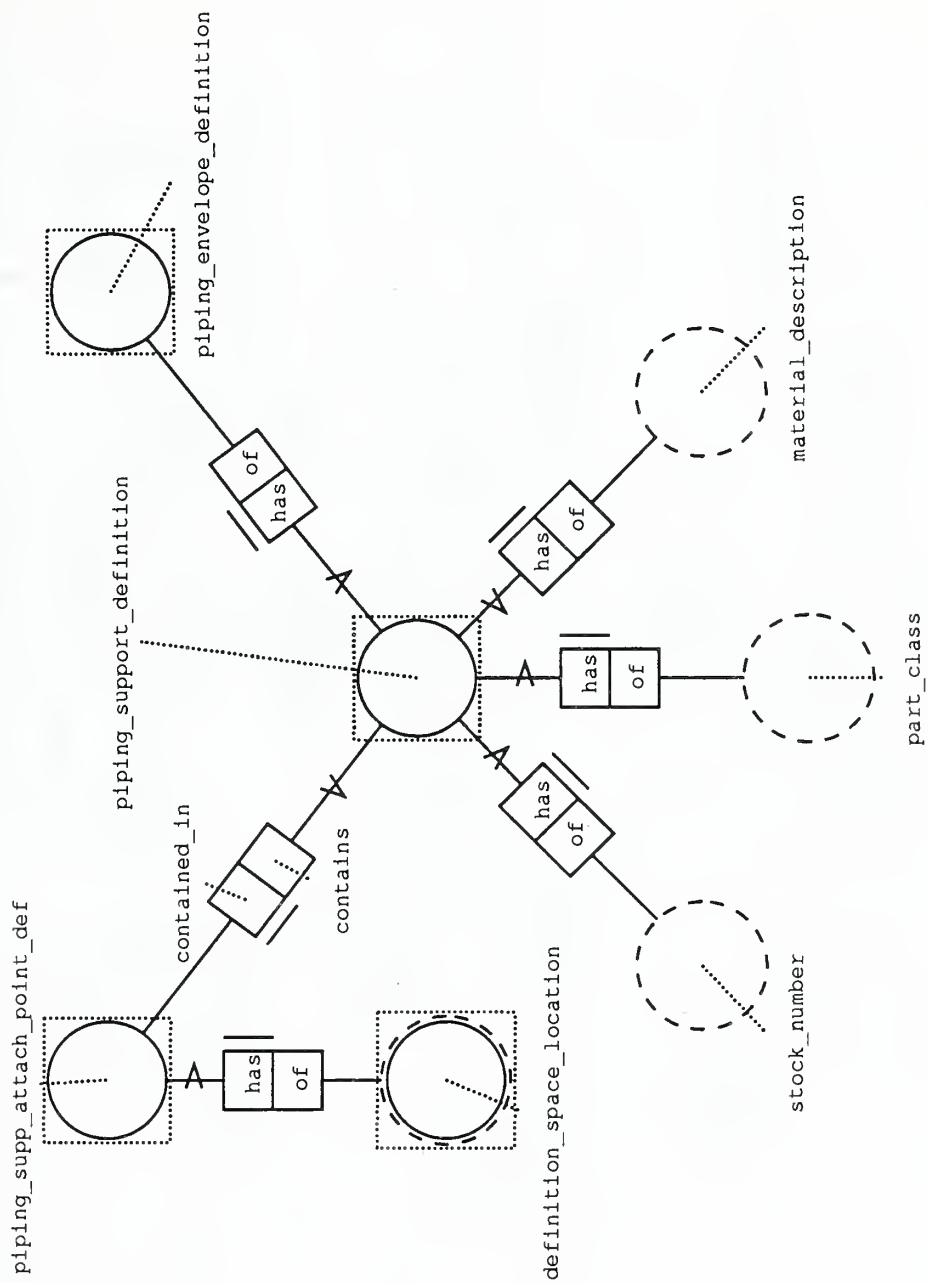 piping_supp_attach_point_def
contained_in
contains
has
of
definition_space_location
piping_support_definition
has
of
piping_envelope_definition
has
of
stock_number
has
of
part_class
has
of
material_description